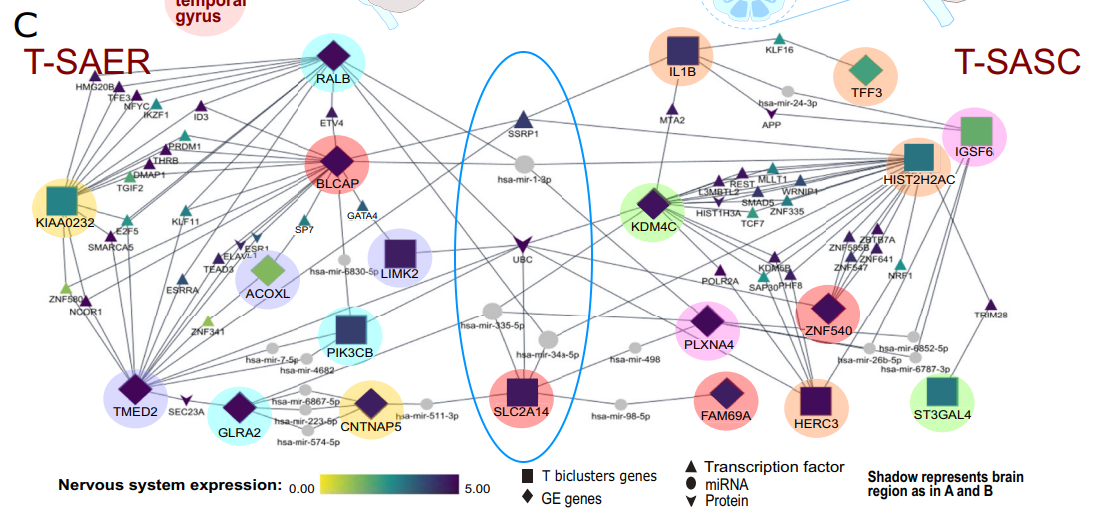 temporal
gyrus
C
T-SAER
T-SASC
RALB
IL1B
KLF16
TFF3
HMG20B
TFE3
NFYC
IKZF1
ID3
ETV4
SSRP1
MTA2
hsa-mir-24-3p
APP
IGSF6
PRDM1
THRB
DMAP1
TGIF2
BLCAP
hsa-mir-1-3p
HIST2H2AC
KIAA0232
L3MBTL2
REST
MLLT1
SMAD5
WRNIP1
HIST1H3A
ZNF335
TCF7
KDM4C
E2F5
SMARCA5
KLF11
SP7
GATA4
ESR1
ELAVL1
TEAD3
ESRRA
ACOXL
hsa-mir-6830-5p
LIMK2
UBC
ZBTB7A
ZNF585B
ZNF641
ZNF547
NRF1
POLR2A
KDM5B
SAP30
PHF8
ZNF580
NCOR1
ZNF341
PIK3CB
hsa-mir-335-5p
hsa-mir-34a-5p
PLXNA4
ZNF540
TRIM28
hsa-mir-7-5p
hsa-mir-4682
hsa-mir-498
hsa-mir-6852-5p
hsa-mir-26b-5p
hsa-mir-6787-3p
TMED2
SEC23A
GLRA2
hsa-mir-6867-5p
hsa-mir-223-5p
hsa-mir-574-5p
CNTNAP5
hsa-mir-511-3p
SLC2A14
hsa-mir-98-5p
FAM69A
HERC3
ST3GAL4
Nervous system expression: 0.00 5.00
T biclusters genes
GE genes
Transcription factor
miRNA
Protein
Shadow represents brain
region as in A and B